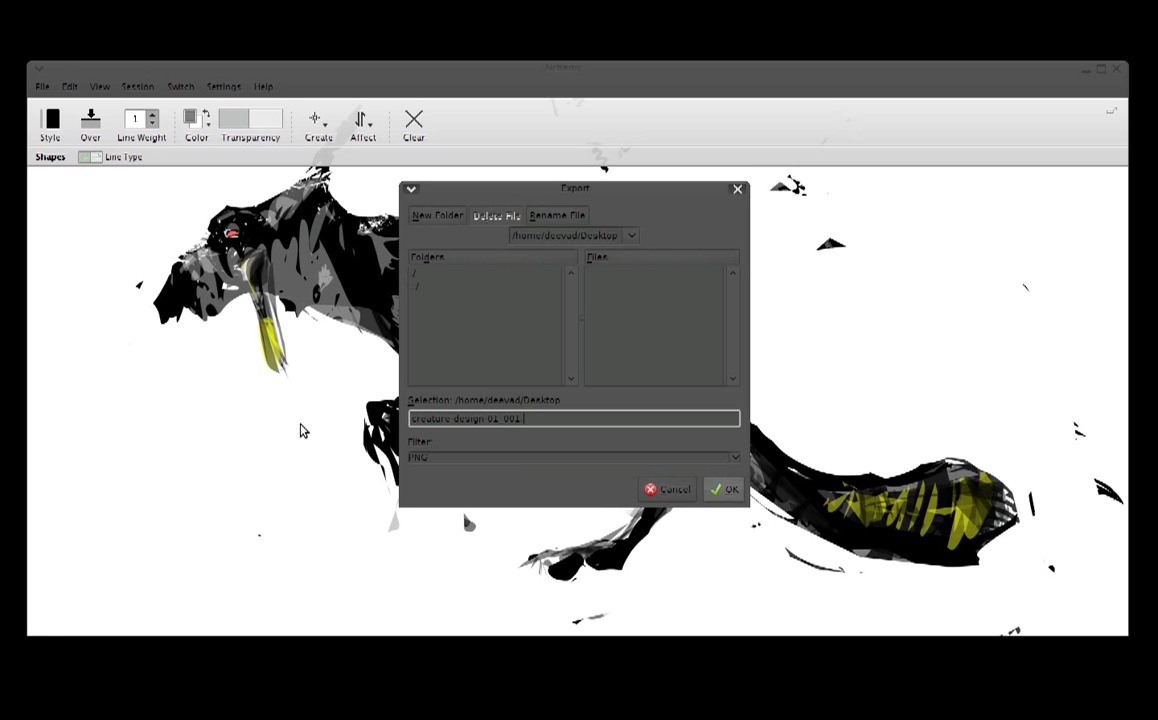 Alchemy
File Edit View Session Switch Settings Help
1
Style Over Line Weight Color Transparency Create Affect Clear
Shapes Line Type
Export
New Folder Delete File Rename File
/home/deevad/Desktop
Folders Files
/
/
Selection: /home/deevad/Desktop
creature-design-01_001
Filter:
PNG
Cancel OK